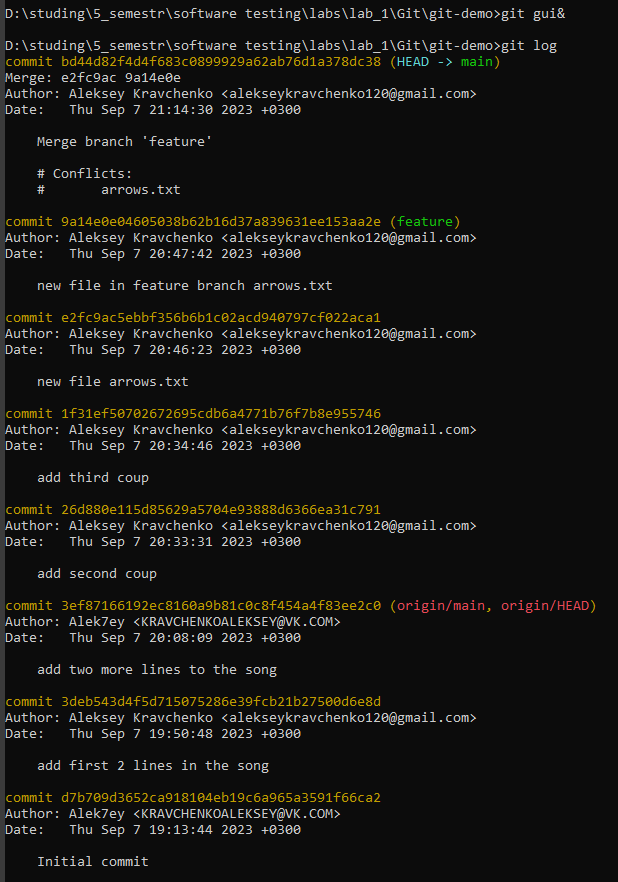 D:\studing\5_semestr\software testing\labs\lab_1\Git\git-demo>git gui&
D:\studing\5_semestr\software testing\labs\lab_1\Git\git-demo>git log
commit bd44d82f4d4f683c0899929a62ab76d1a378dc38 (HEAD -> main)
Merge: e2fc9ac 9a14e0e
Author: Aleksey Kravchenko <alekseykravchenko120@gmail.com>
Date:   Thu Sep 7 21:14:30 2023 +0300
    Merge branch 'feature'
    # Conflicts:
    #       arrows.txt
commit 9a14e0e04605038b62b16d37a839631ee153aa2e (feature)
Author: Aleksey Kravchenko <alekseykravchenko120@gmail.com>
Date:   Thu Sep 7 20:47:42 2023 +0300
    new file in feature branch arrows.txt
commit e2fc9ac5ebbf356b6b1c02acd940797cf022aca1
Author: Aleksey Kravchenko <alekseykravchenko120@gmail.com>
Date:   Thu Sep 7 20:46:23 2023 +0300
    new file arrows.txt
commit 1f31ef50702672695cdb6a4771b76f7b8e955746
Author: Aleksey Kravchenko <alekseykravchenko120@gmail.com>
Date:   Thu Sep 7 20:34:46 2023 +0300
    add third coup
commit 26d880e115d85629a5704e93888d6366ea31c791
Author: Aleksey Kravchenko <alekseykravchenko120@gmail.com>
Date:   Thu Sep 7 20:33:31 2023 +0300
    add second coup
commit 3ef87166192ec8160a9b81c0c8f454a4f83ee2c0 (origin/main, origin/HEAD)
Author: Alek7ey <KRAVCHENKOALEKSEY@VK.COM>
Date:   Thu Sep 7 20:08:09 2023 +0300
    add two more lines to the song
commit 3deb543d4f5d715075286e39fcb21b27500d6e8d
Author: Aleksey Kravchenko <alekseykravchenko120@gmail.com>
Date:   Thu Sep 7 19:50:48 2023 +0300
    add first 2 lines in the song
commit d7b709d3652ca918104eb19c6a965a3591f66ca2
Author: Alek7ey <KRAVCHENKOALEKSEY@VK.COM>
Date:   Thu Sep 7 19:13:44 2023 +0300
    Initial commit